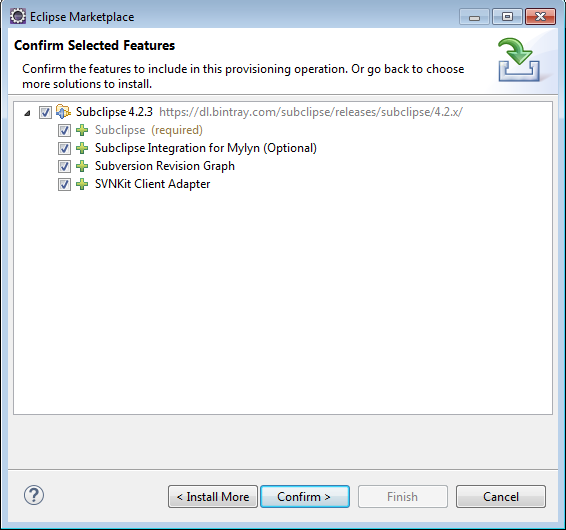 Eclipse Marketplace
Confirm Selected Features
Confirm the features to include in this provisioning operation. Or go back to choose
more solutions to install.
Subclipse 4.2.3 https://dl.bintray.com/subclipse/releases/subclipse/4.2.x/
Subclipse (required)
Subclipse Integration for Mylyn (Optional)
Subversion Revision Graph
SVNKit Client Adapter
?
< Install More
Confirm >
Finish
Cancel